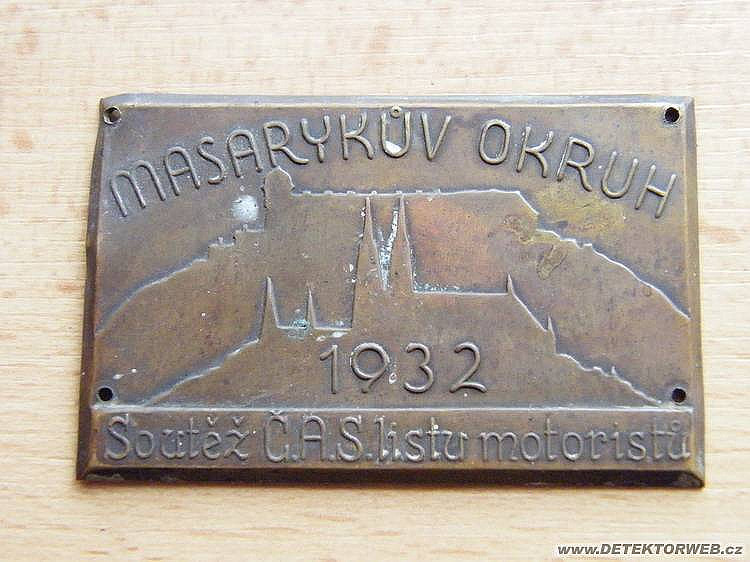 MASARYKŮV OKRUH
1932
Soutěž Č.A.S. listu motoristů
www.DETEKTORWEB.cz